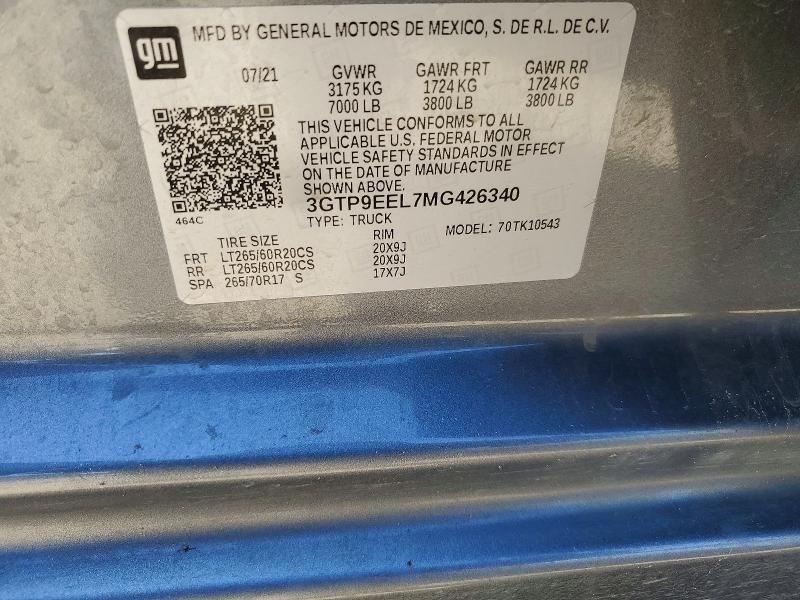 gm MFD BY GENERAL MOTORS DE MEXICO, S. DE R.L. DE C.V.
07/21 GVWR GAWR FRT GAWR RR
3175 KG 1724 KG 1724 KG
7000 LB 3800 LB 3800 LB
THIS VEHICLE CONFORMS TO ALL
APPLICABLE U.S. FEDERAL MOTOR
VEHICLE SAFETY STANDARDS IN EFFECT
ON THE DATE OF MANUFACTURE
SHOWN ABOVE.
3GTP9EEL7MG426340
464C TYPE: TRUCK MODEL: 70TK10543
TIRE SIZE RIM
FRT LT265/60R20CS 20X9J
RR LT265/60R20CS 20X9J
SPA 265/70R17 S 17X7J